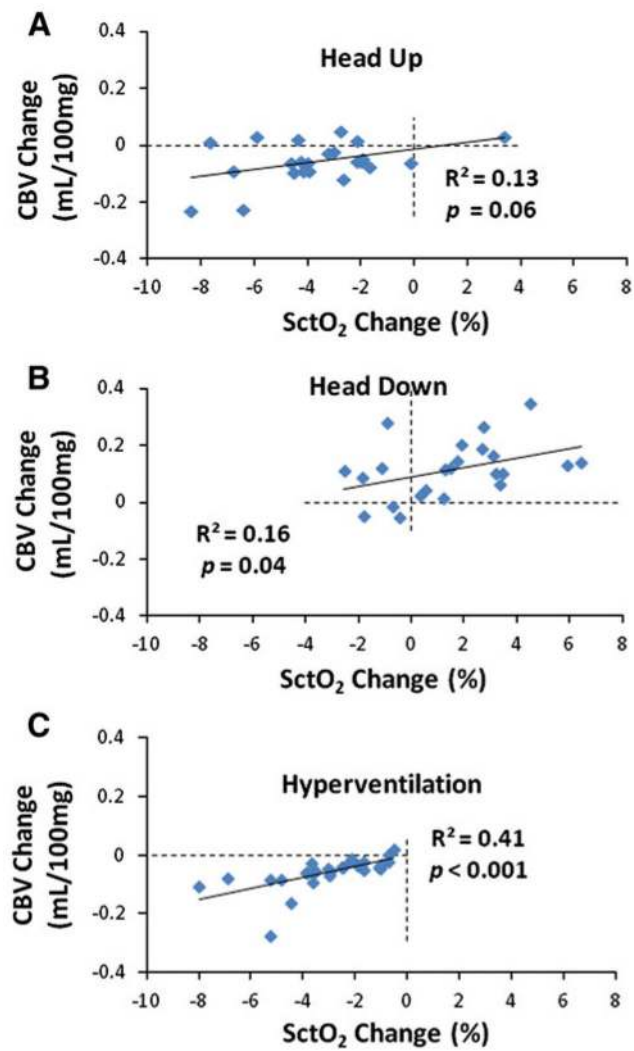 A
Head Up
CBV Change
(mL/100mg)
0.4
0.2
0
-0.2
-0.4
R² = 0.13
p = 0.06
-10 -8 -6 -4 -2 0 2 4 6 8
SctO₂ Change (%)
B
Head Down
CBV Change
(mL/100mg)
0.4
0.2
0
-0.2
-0.4
R² = 0.16
p = 0.04
-10 -8 -6 -4 -2 0 2 4 6 8
SctO₂ Change (%)
C
Hyperventilation
CBV Change
(mL/100mg)
0.4
0.2
0
-0.2
-0.4
R² = 0.41
p < 0.001
-10 -8 -6 -4 -2 0 2 4 6 8
SctO₂ Change (%)